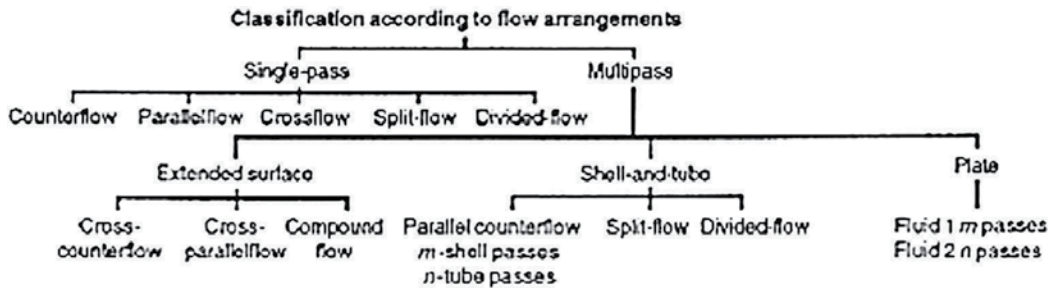 Classification according to flow arrangements
Single-pass Multipass
Counterflow Parallelflow Crossflow Split-flow Divided-flow
Extended surface Shell-and-tube Plate
Cross- Cross- Compound Parallel counterflow Split-flow Divided-flow Fluid 1 m passes
counterflow parallelflow flow m-shell passes Fluid 2 n passes
n-tube passes